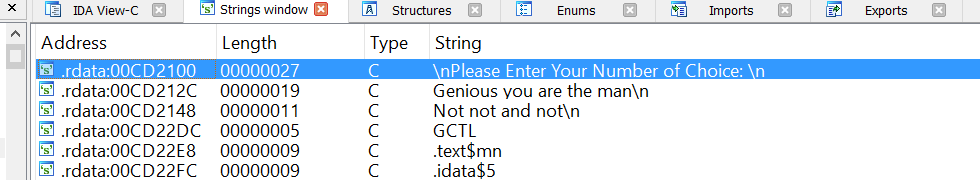 IDA View-C Strings window Structures Enums Imports Exports
Address Length Type String
.rdata:00CD2100 00000027 C \nPlease Enter Your Number of Choice: \n
.rdata:00CD212C 00000019 C Genious you are the man\n
.rdata:00CD2148 00000011 C Not not and not\n
.rdata:00CD22DC 00000005 C GCTL
.rdata:00CD22E8 00000009 C .text$mn
.rdata:00CD22FC 00000009 C .idata$5